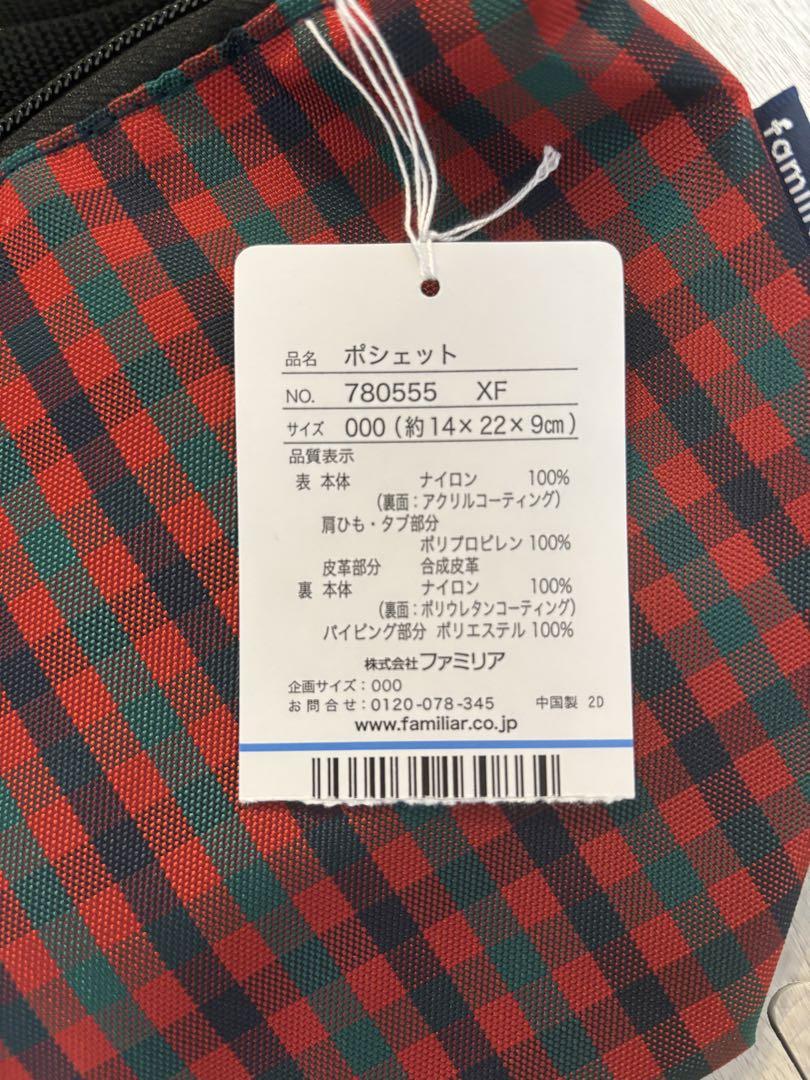 品名 ポシェット
NO. 780555 XF
サイズ 000 (約14×22×9㎝)
品質表示
表 本体 ナイロン 100%
(裏面:アクリルコーティング)
肩ひも・タブ部分
ポリプロピレン 100%
皮革部分 合成皮革
裏 本体 ナイロン 100%
(裏面:ポリウレタンコーティング)
パイピング部分 ポリエステル 100%
株式会社ファミリア
企画サイズ:000
お問合せ:0120-078-345 中国製 2D
www.familiar.co.jp